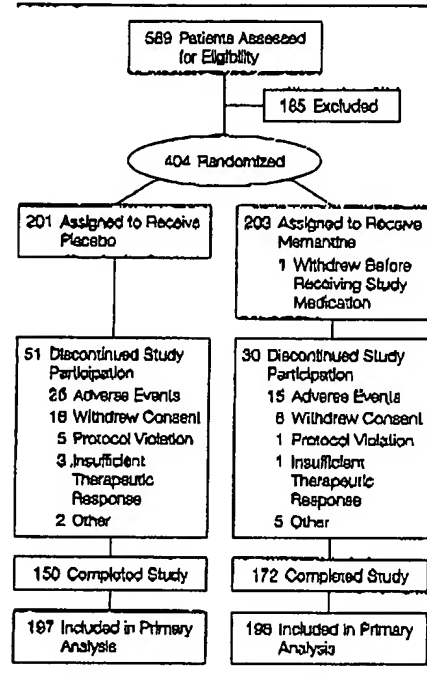 589 Patients Assessed
for Eligibility
185 Excluded
404 Randomized
201 Assigned to Receive
Placebo
203 Assigned to Receive
Memantine
1 Withdrew Before
Receiving Study
Medication
51 Discontinued Study
Participation
25 Adverse Events
16 Withdrew Consent
5 Protocol Violation
3 Insufficient
Therapeutic
Response
2 Other
30 Discontinued Study
Participation
15 Adverse Events
8 Withdrew Consent
1 Protocol Violation
1 Insufficient
Therapeutic
Response
5 Other
150 Completed Study
172 Completed Study
197 Included in Primary
Analysis
198 Included in Primary
Analysis